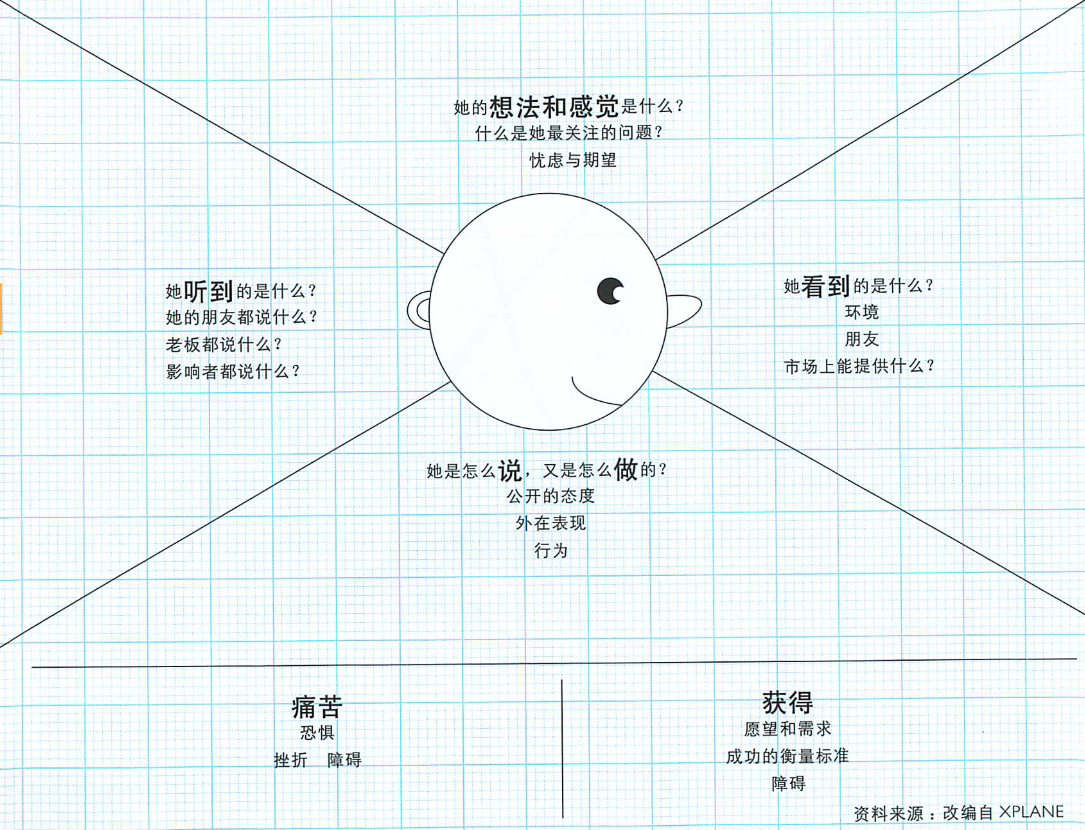 她的想法和感觉是什么？
什么是她最关注的问题？
忧虑与期望
她听到的是什么？
她的朋友都说什么？
老板都说什么？
影响者都说什么？
她看到的是什么？
环境
朋友
市场上能提供什么？
她是怎么说，又是怎么做的？
公开的态度
外在表现
行为
痛苦
恐惧
挫折　障碍
获得
愿望和需求
成功的衡量标准
障碍
资料来源：改编自 XPLANE